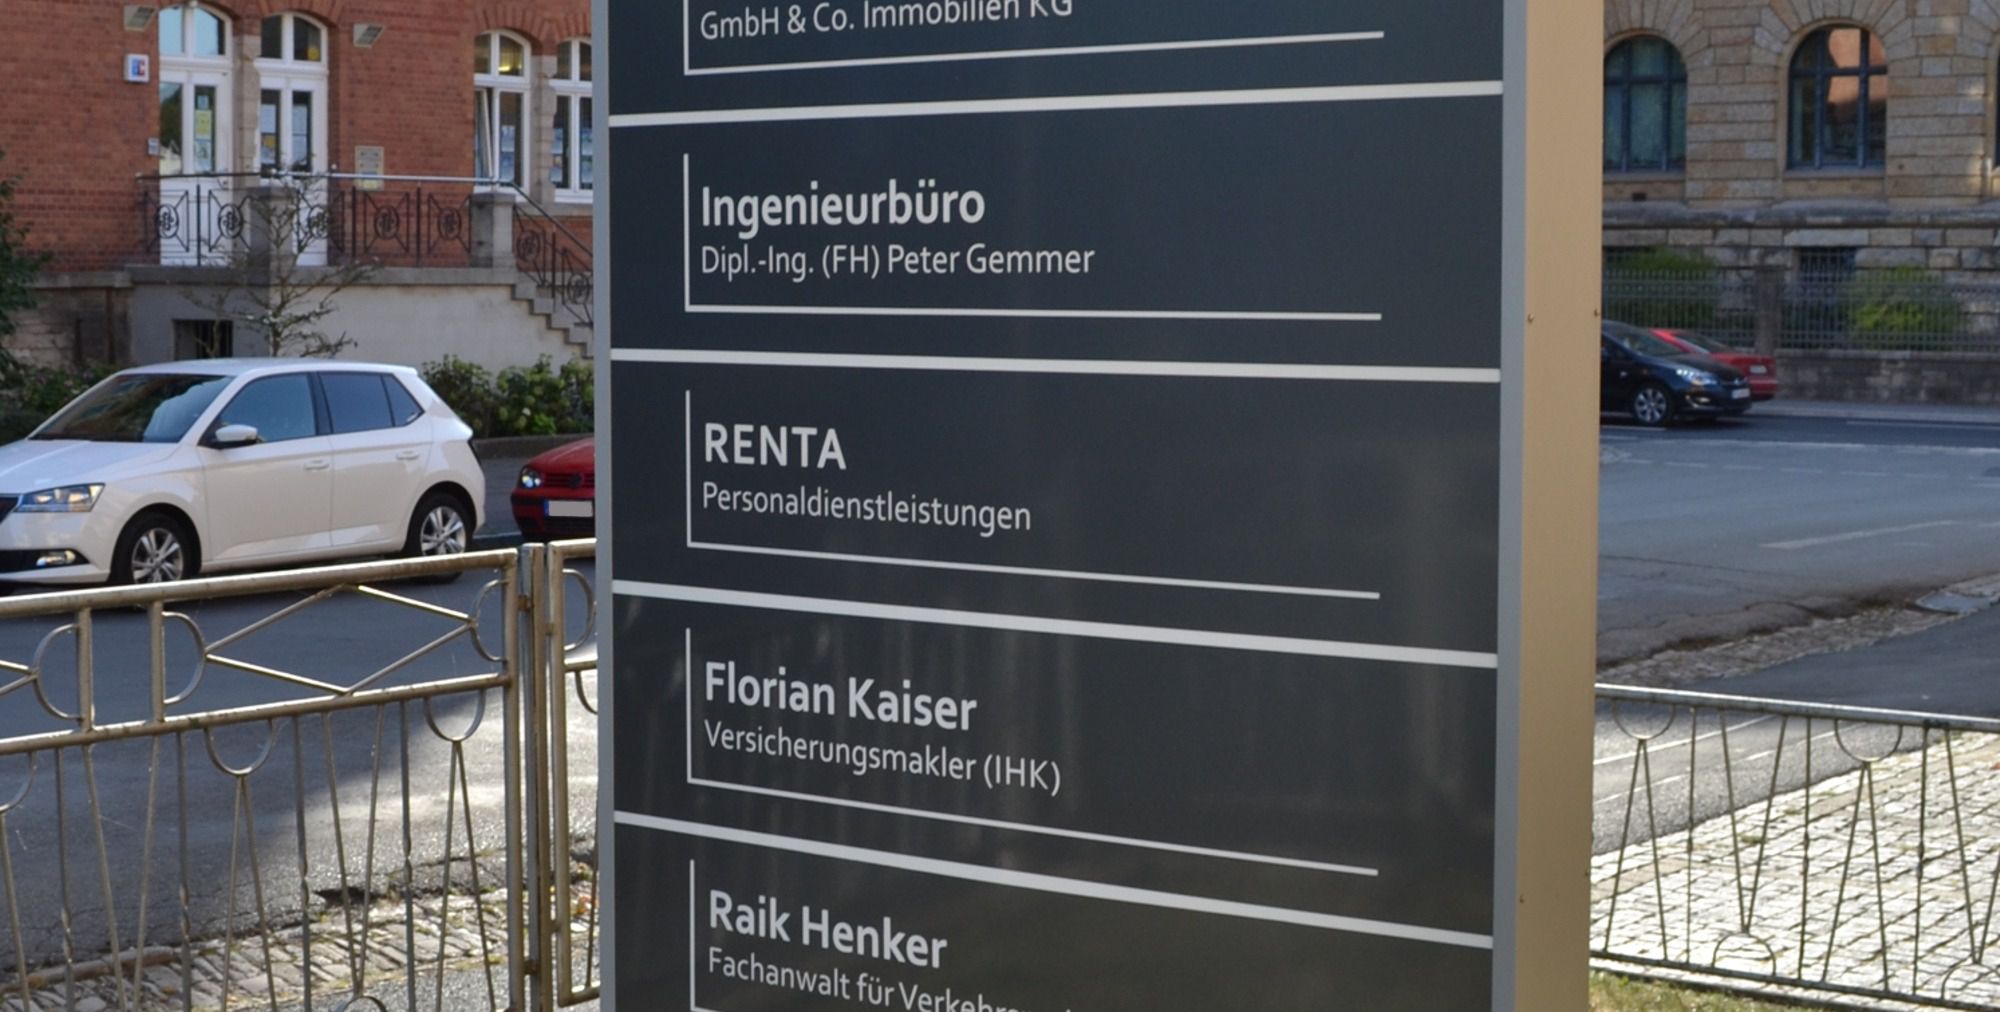 GmbH & Co. Immobilien KG
Ingenieurbüro
Dipl.-Ing. (FH) Peter Gemmer
RENTA
Personaldienstleistungen
Florian Kaiser
Versicherungsmakler (IHK)
Raik Henker
Fachanwalt für